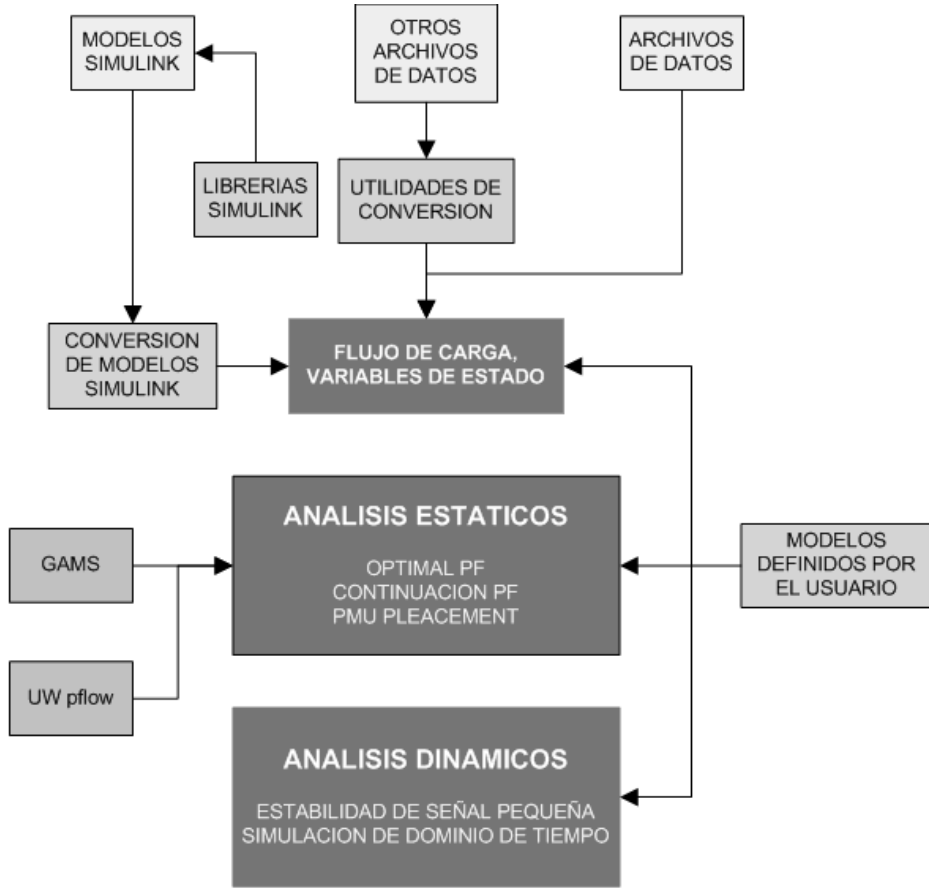 MODELOS
SIMULINK
OTROS
ARCHIVOS
DE DATOS
ARCHIVOS
DE DATOS
LIBRERIAS
SIMULINK
UTILIDADES DE
CONVERSION
CONVERSION
DE MODELOS
SIMULINK
FLUJO DE CARGA,
VARIABLES DE ESTADO
ANALISIS ESTATICOS
OPTIMAL PF
CONTINUACION PF
PMU PLEACEMENT
GAMS
UW pflow
MODELOS
DEFINIDOS POR
EL USUARIO
ANALISIS DINAMICOS
ESTABILIDAD DE SEÑAL PEQUEÑA
SIMULACION DE DOMINIO DE TIEMPO